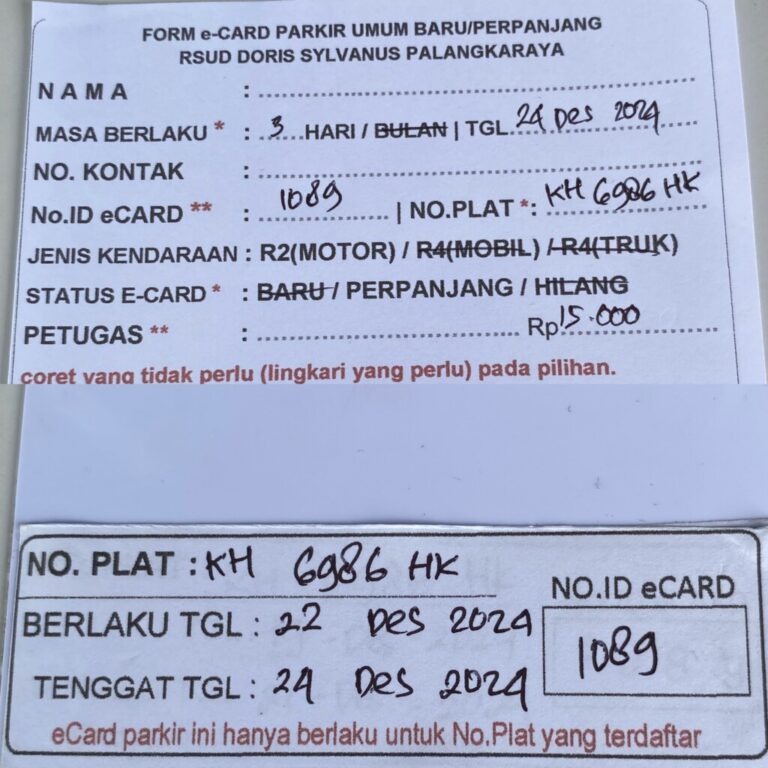 FORM e-CARD PARKIR UMUM BARU/PERPANJANG
RSUD DORIS SYLVANUS PALANGKARAYA
N A M A :
MASA BERLAKU * : 3 HARI / BULAN | TGL. 24 Des 2024
NO. KONTAK :
No.ID eCARD ** : 1089 | NO.PLAT *: KH 6986 HK
JENIS KENDARAAN : R2(MOTOR) / R4(MOBIL) / R4(TRUK)
STATUS E-CARD * : BARU / PERPANJANG / HILANG
PETUGAS ** : Rp 15.000
coret yang tidak perlu (lingkari yang perlu) pada pilihan.
NO. PLAT : KH 6986 HK
NO.ID eCARD
BERLAKU TGL : 22 Des 2024
1089
TENGGAT TGL : 24 Des 2024
eCard parkir ini hanya berlaku untuk No.Plat yang terdaftar